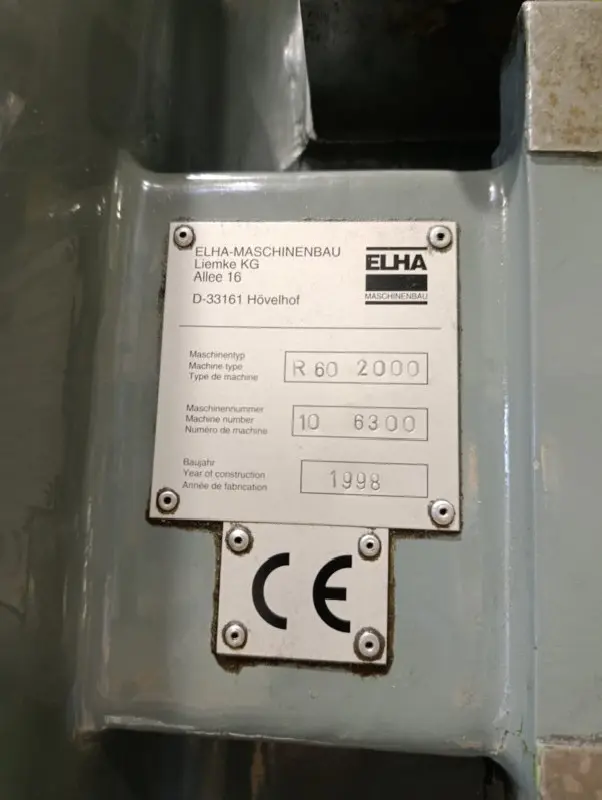 ELHA-MASCHINENBAU
Liemke KG
Allee 16
D-33161 Hövelhof
ELHA
MASCHINENBAU
Maschinentyp
Machine type
Type de machine
R 60 2000
Maschinennummer
Machine number
Numéro de machine
10 6300
Baujahr
Year of construction
Année de fabrication
1998
CE